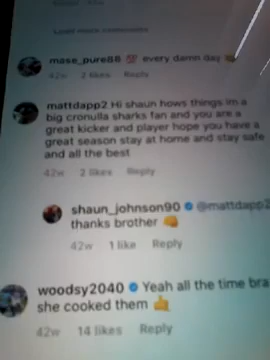 Load more comments
mase_pure88 💯 every damn day
42w 2 likes Reply
mattdapp2 Hi shaun hows things im a
big cronulla sharks fan and you are a
great kicker and player hope you have a
great season stay at home and stay safe
and all the best
42w 2 likes Reply
shaun_johnson90 @mattdapp2
thanks brother 👊
42w 1 like Reply
woodsy2040 Yeah all the time bra
she cooked them 🤙
42w 14 likes Reply